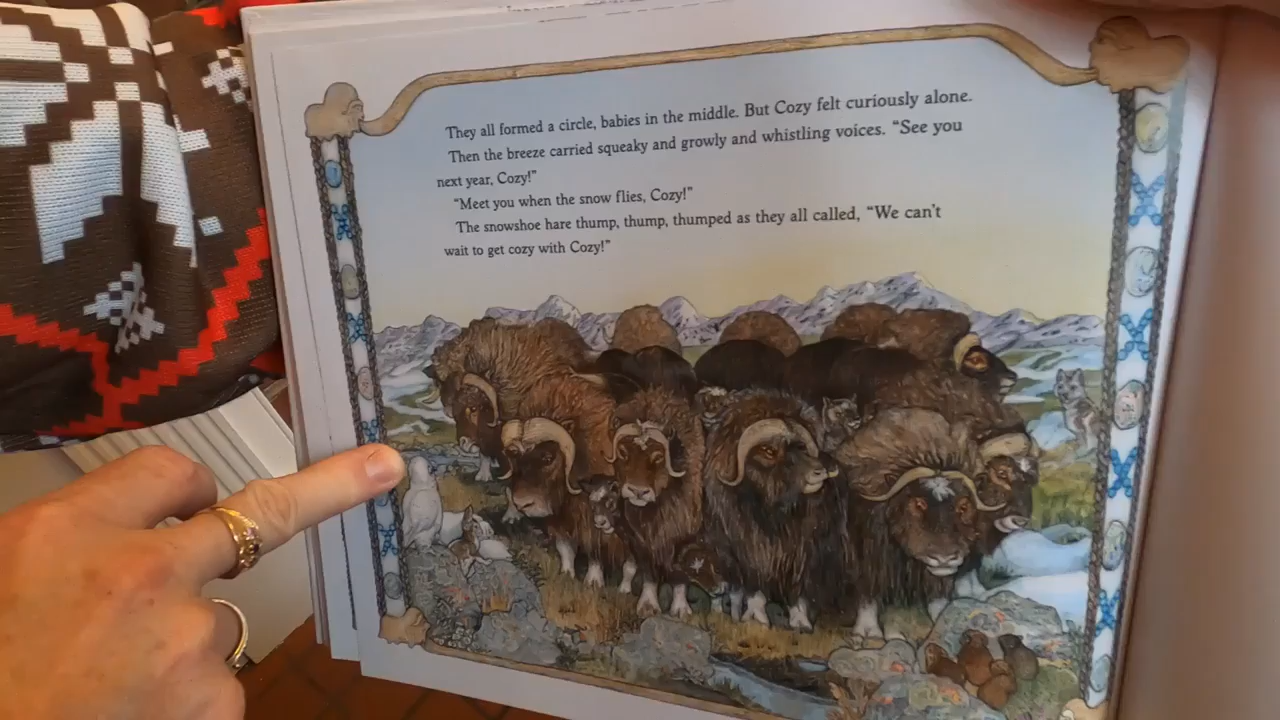 They all formed a circle, babies in the middle. But Cozy felt curiously alone.
Then the breeze carried squeaky and growly and whistling voices. “See you
next year, Cozy!”
“Meet you when the snow flies, Cozy!”
The snowshoe hare thump, thump, thumped as they all called, “We can’t
wait to get cozy with Cozy!”